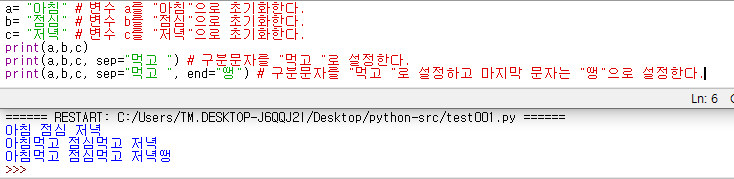 a= "아침" # 변수 a를 "아침"으로 초기화한다.
b= "점심" # 변수 b를 "점심"으로 초기화한다.
c= "저녁" # 변수 c를 "저녁"으로 초기화한다.
print(a,b,c)
print(a,b,c, sep="먹고 ") # 구분문자를 "먹고 "로 설정한다.
print(a,b,c, sep="먹고 ", end="땡") # 구분문자를 "먹고 "로 설정하고 마지막 문자는 "땡"으로 설정한다.
Ln: 6
====== RESTART: C:/Users/TM.DESKTOP-J6QQJ2I/Desktop/python-src/test001.py ======
아침 점심 저녁
아침먹고 점심먹고 저녁
아침먹고 점심먹고 저녁땡
>>>